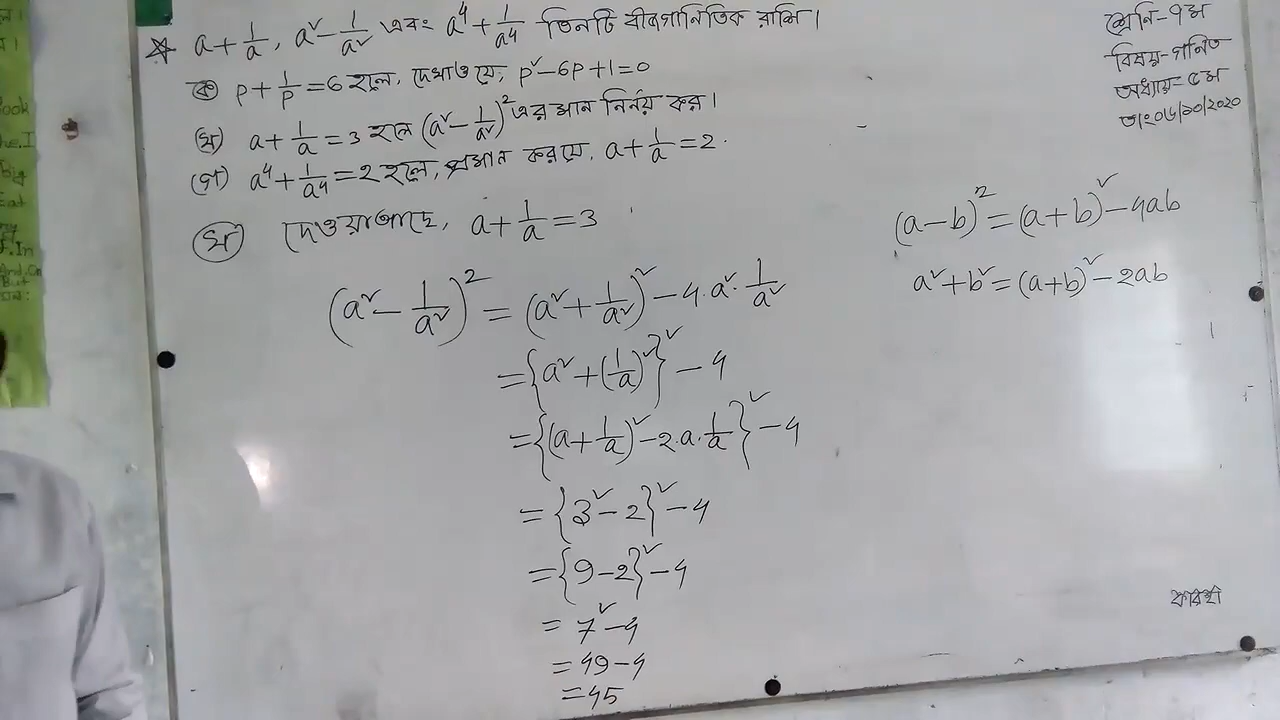 ☆ a + 1/a, a² - 1/a² এবং a⁴ + 1/a⁴ তিনটি বীজগানিতিক রাশি।
(ক) p + 1/p = 6 হলে, দেখাও যে, p² - 6p + 1 = 0
(খ) a + 1/a = 3 হলে (a² - 1/a²)² এর মান নির্নয় কর।
(গ) a⁴ + 1/a⁴ = 2 হলে, প্রমান কর যে, a + 1/a = 2.
শ্রেনি - ৭ম
বিষয় - গনিত
অধ্যায় - ৫ম
তাং ০৬/১০/২০২০
(খ) দেওয়া আছে, a + 1/a = 3
(a² - 1/a²)² = (a² + 1/a²)² - 4.a².1/a²
= {a² + (1/a)²}² - 4
= {(a + 1/a)² - 2.a.1/a}² - 4
= {3² - 2}² - 4
= {9 - 2}² - 4
= 7² - 4
= 49 - 4
= 45
(a - b)² = (a + b)² - 4ab
a² + b² = (a + b)² - 2ab